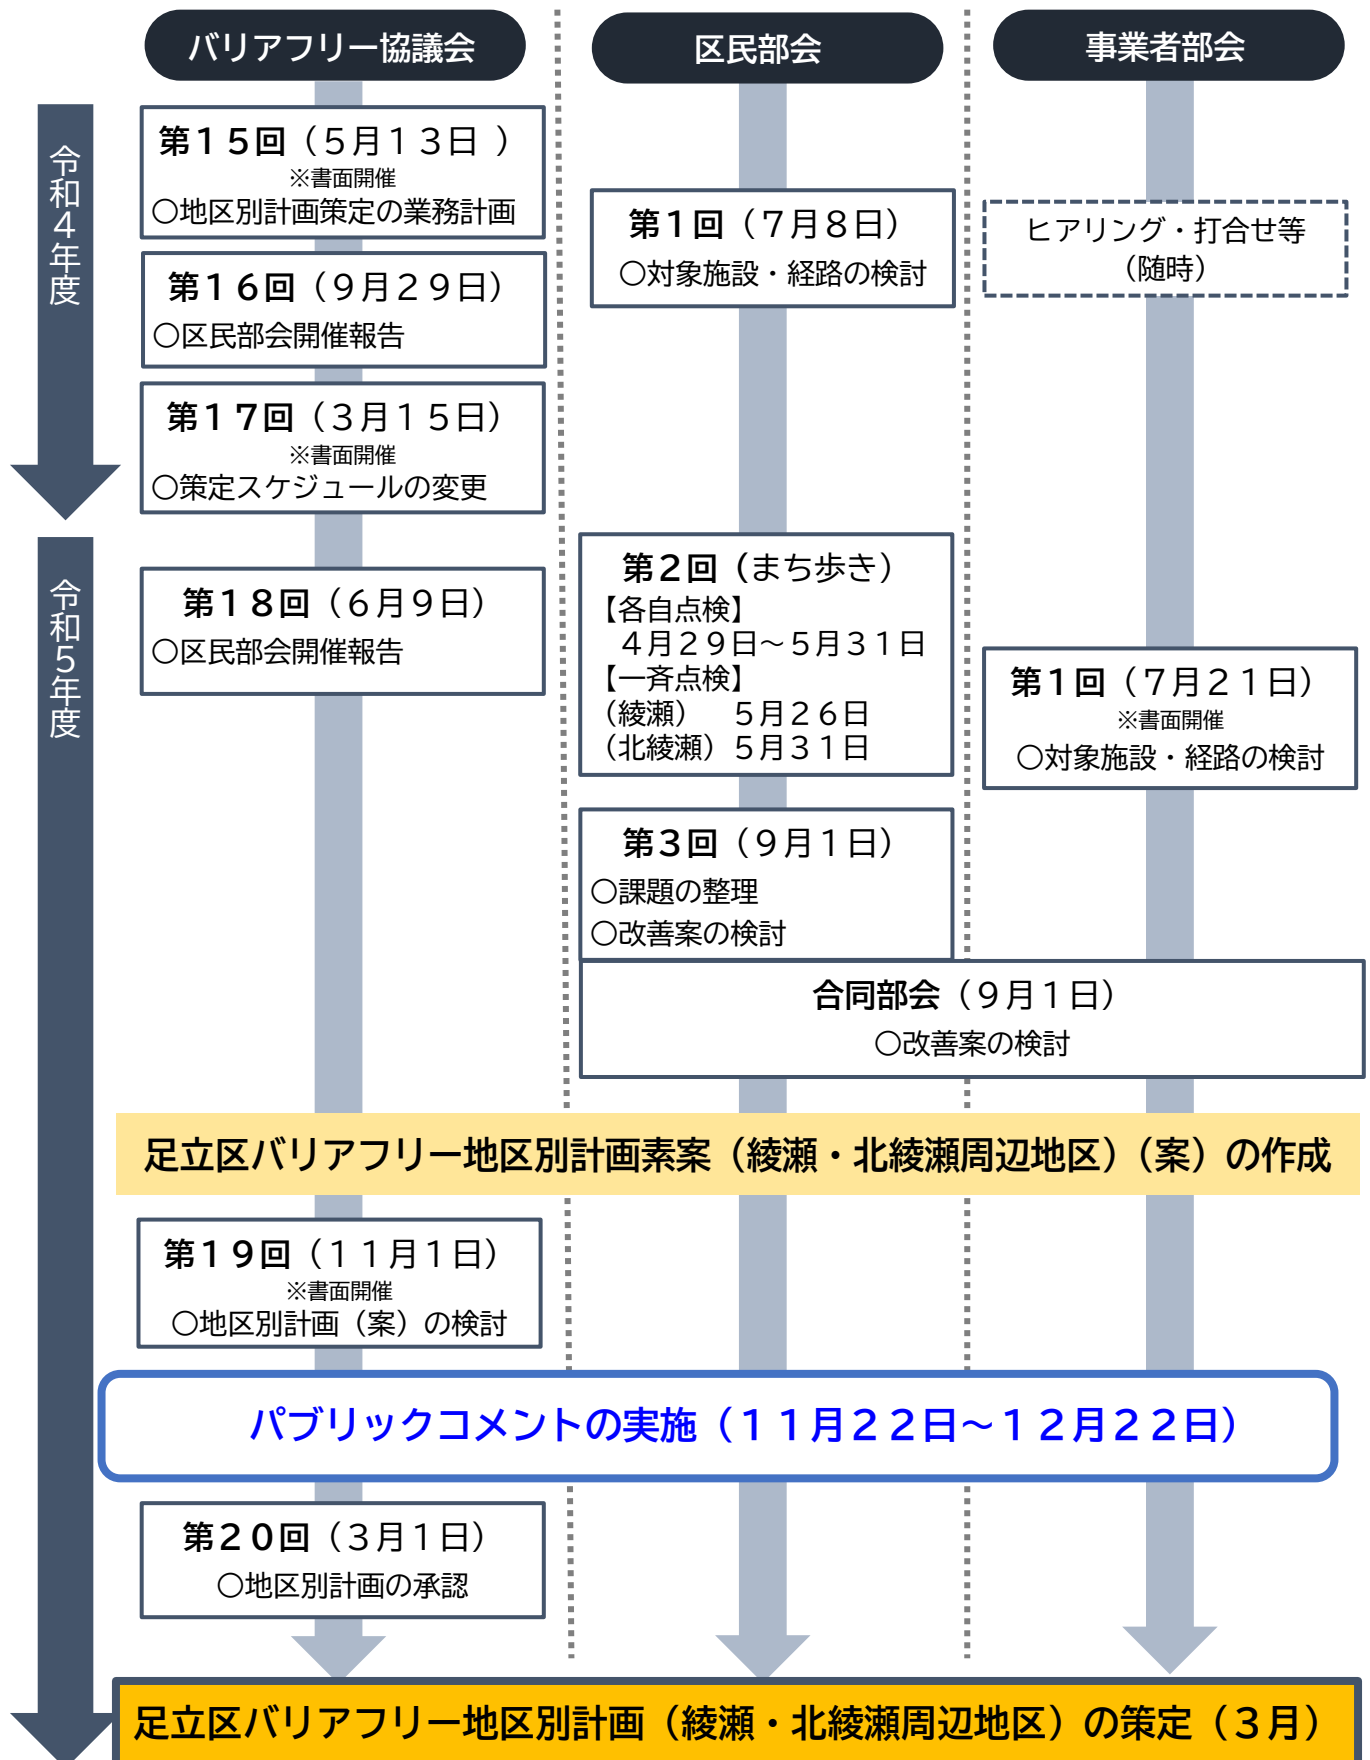 バリアフリー協議会
区民部会
事業者部会
令和４年度
第１５回（５月１３日 ）
※書面開催
○地区別計画策定の業務計画
第１回（７月８日）
○対象施設・経路の検討
ヒアリング・打合せ等
（随時）
第１６回（９月２９日）
○区民部会開催報告
第１７回（３月１５日）
※書面開催
○策定スケジュールの変更
令和５年度
第１８回（６月９日）
○区民部会開催報告
第２回（まち歩き）
【各自点検】
４月２９日～５月３１日
【一斉点検】
（綾瀬）　５月２６日
（北綾瀬）５月３１日
第１回（７月２１日）
※書面開催
○対象施設・経路の検討
第３回（９月１日）
○課題の整理
○改善案の検討
合同部会（９月１日）
○改善案の検討
足立区バリアフリー地区別計画素案（綾瀬・北綾瀬周辺地区）（案）の作成
第１９回（１１月１日）
※書面開催
○地区別計画（案）の検討
パブリックコメントの実施（１１月２２日～１２月２２日）
第２０回（３月１日）
○地区別計画の承認
足立区バリアフリー地区別計画（綾瀬・北綾瀬周辺地区）の策定（３月）